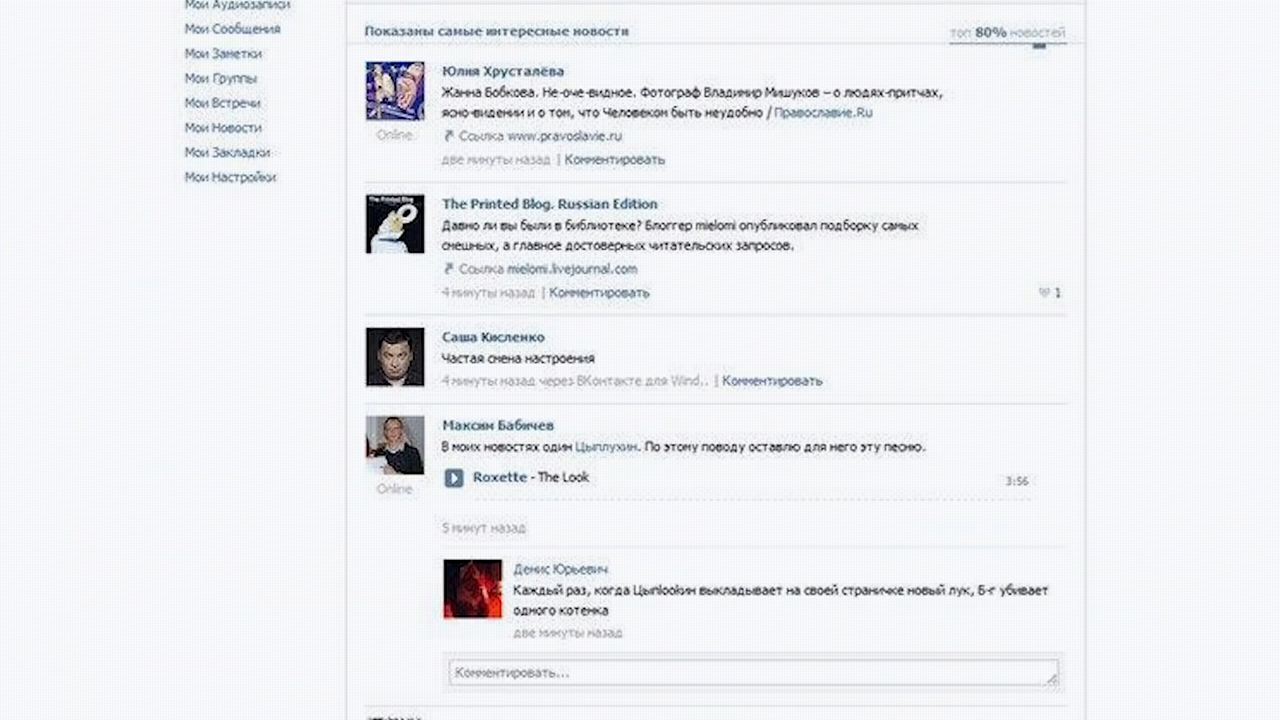 Мои Аудиозаписи
Мои Сообщения
Мои Заметки
Мои Группы
Мои Встречи
Мои Новости
Мои Закладки
Мои Настройки
Показаны самые интересные новости
топ 80% новостей
Юлия Хрусталёва
Жанна Бобкова. Не-оче-видное. Фотограф Владимир Мишуков – о людях-притчах,
ясно-видении и о том, что Человеком быть неудобно / Православие.Ru
Online
Ссылка www.pravoslavie.ru
две минуты назад | Комментировать
The Printed Blog
The Printed Blog. Russian Edition
Давно ли вы были в библиотеке? Блоггер mielomi опубликовал подборку самых
смешных, а главное достоверных читательских запросов.
Ссылка mielomi.livejournal.com
4 минуты назад | Комментировать
1
Саша Кисленко
Частая смена настроения
4 минуты назад через ВКонтакте для Wind.. | Комментировать
Максим Бабичев
В моих новостях один Цыплухин. По этому поводу оставлю для него эту песню.
Roxette - The Look
3:56
Online
5 минут назад
Денис Юрьевич
Каждый раз, когда Цыпlookин выкладывает на своей страничке новый лук, Б-г убивает
одного котенка
две минуты назад
Комментировать...